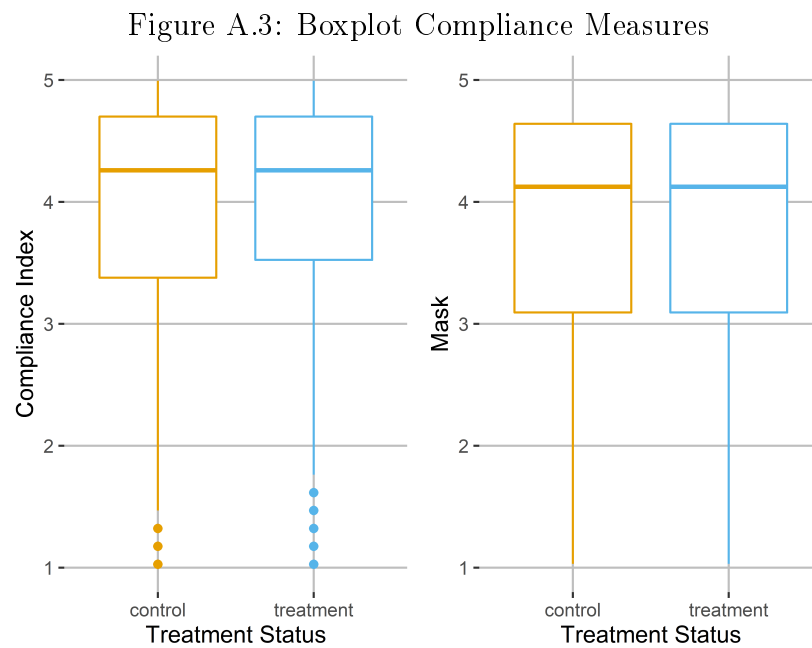 Figure A.3: Boxplot Compliance Measures
Compliance Index
5
4
3
2
1
control
treatment
Treatment Status
Mask
5
4
3
2
1
control
treatment
Treatment Status